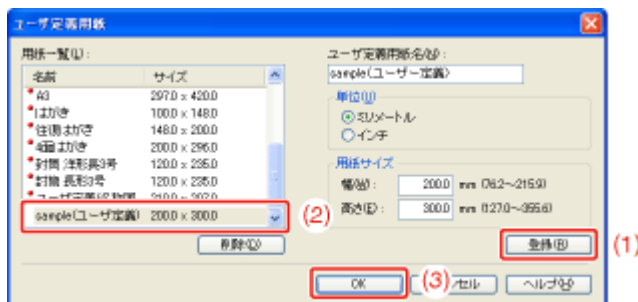 ユーザ定義用紙
用紙一覧(L):
名前 サイズ
A3 297.0 x 420.0
はがき 100.0 x 148.0
往復はがき 148.0 x 200.0
4面はがき 200.0 x 296.0
封筒 洋形長3号 120.0 x 235.0
封筒 長形3号 120.0 x 235.0
sample(ユーザ定義) 200.0 x 300.0
(2)
削除(D)
ユーザ定義用紙名(N):
sample(ユーザー定義)
単位(U)
ミリメートル
インチ
用紙サイズ
幅(W): 200.0 mm (76.2~215.9)
高さ(E): 300.0 mm (127.0~355.6)
登録(R)
(1)
OK
(3)
ヘルプ(H)